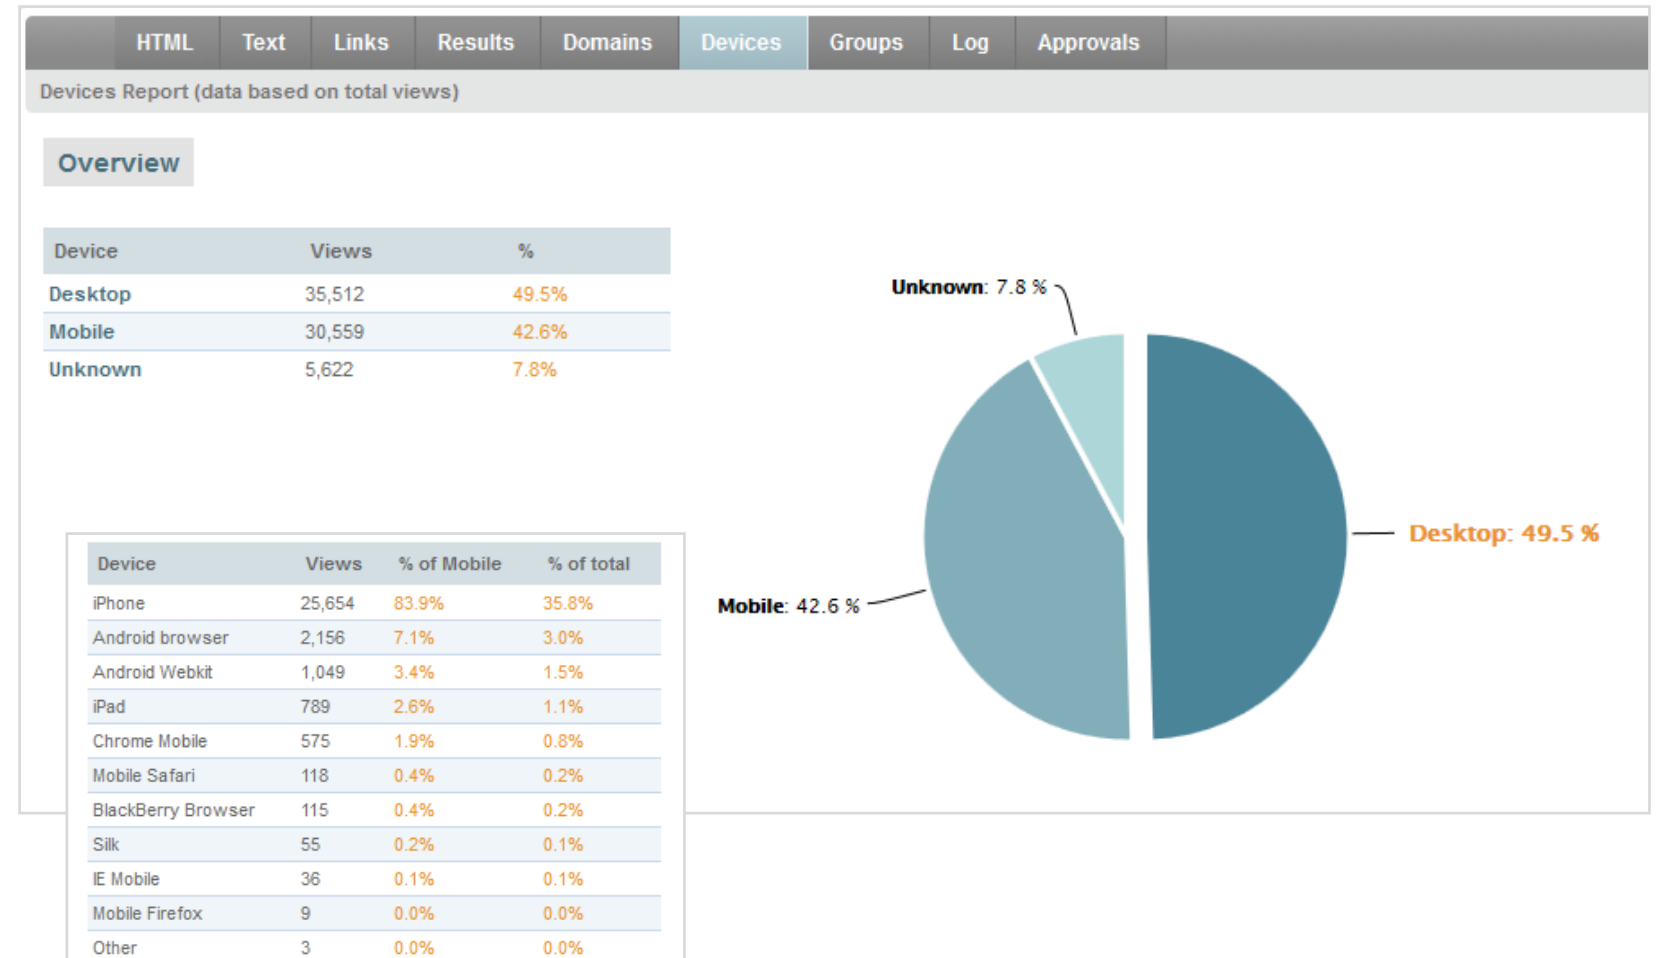 HTML Text Links Results Domains Devices Groups Log Approvals
Devices Report (data based on total views)
Overview
Device Views %
Desktop 35,512 49.5%
Mobile 30,559 42.6%
Unknown 5,622 7.8%
Unknown: 7.8 %
Desktop: 49.5 %
Mobile: 42.6 %
Device Views % of Mobile % of total
iPhone 25,654 83.9% 35.8%
Android browser 2,156 7.1% 3.0%
Android Webkit 1,049 3.4% 1.5%
iPad 789 2.6% 1.1%
Chrome Mobile 575 1.9% 0.8%
Mobile Safari 118 0.4% 0.2%
BlackBerry Browser 115 0.4% 0.2%
Silk 55 0.2% 0.1%
IE Mobile 36 0.1% 0.1%
Mobile Firefox 9 0.0% 0.0%
Other 3 0.0% 0.0%